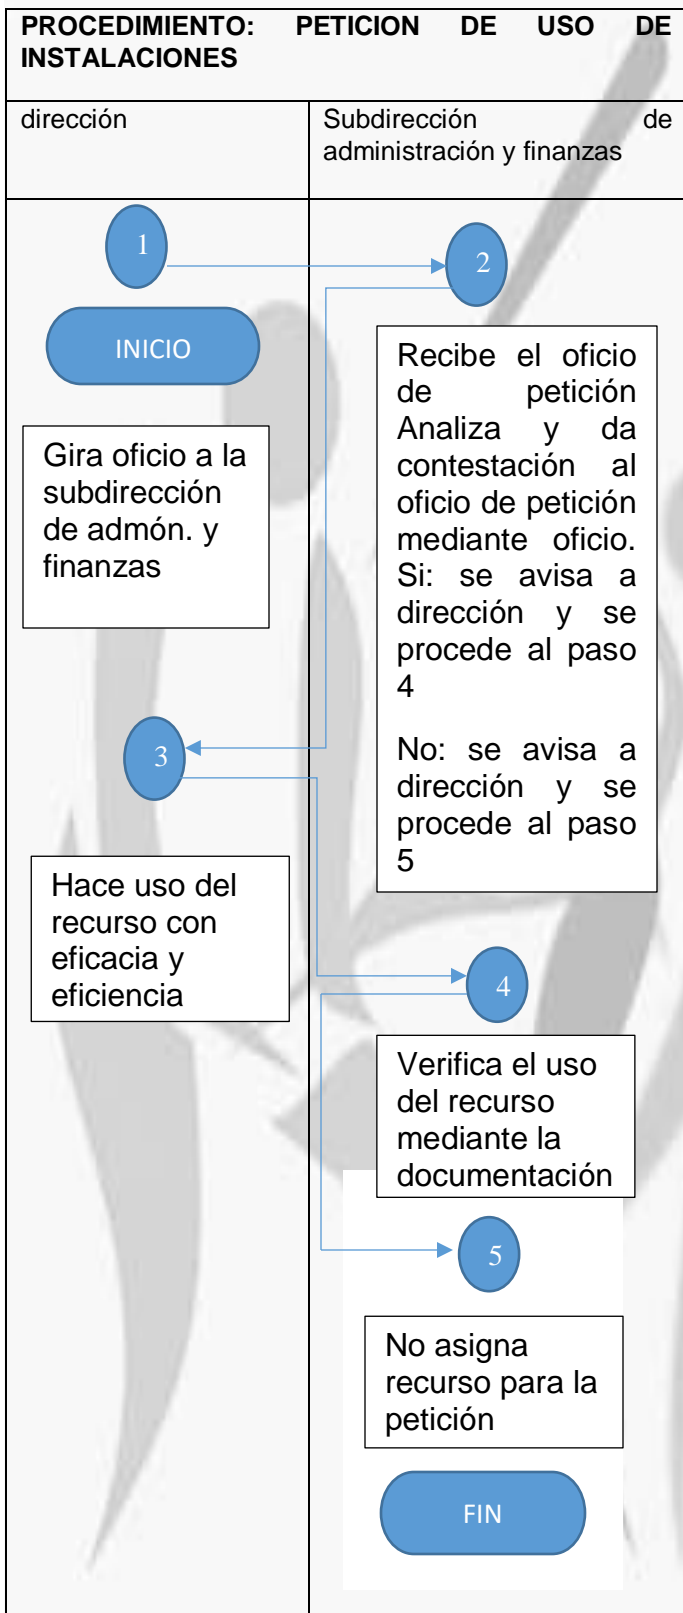 PROCEDIMIENTO: PETICION DE USO DE
INSTALACIONES
dirección
Subdirección de
administración y finanzas
1
2
INICIO
Recibe el oficio
de petición
Analiza y da
contestación al
oficio de petición
mediante oficio.
Si: se avisa a
dirección y se
procede al paso
4
No: se avisa a
dirección y se
procede al paso
5
Gira oficio a la
subdirección
de admón. y
finanzas
3
Hace uso del
recurso con
eficacia y
eficiencia
4
Verifica el uso
del recurso
mediante la
documentación
5
No asigna
recurso para la
petición
FIN